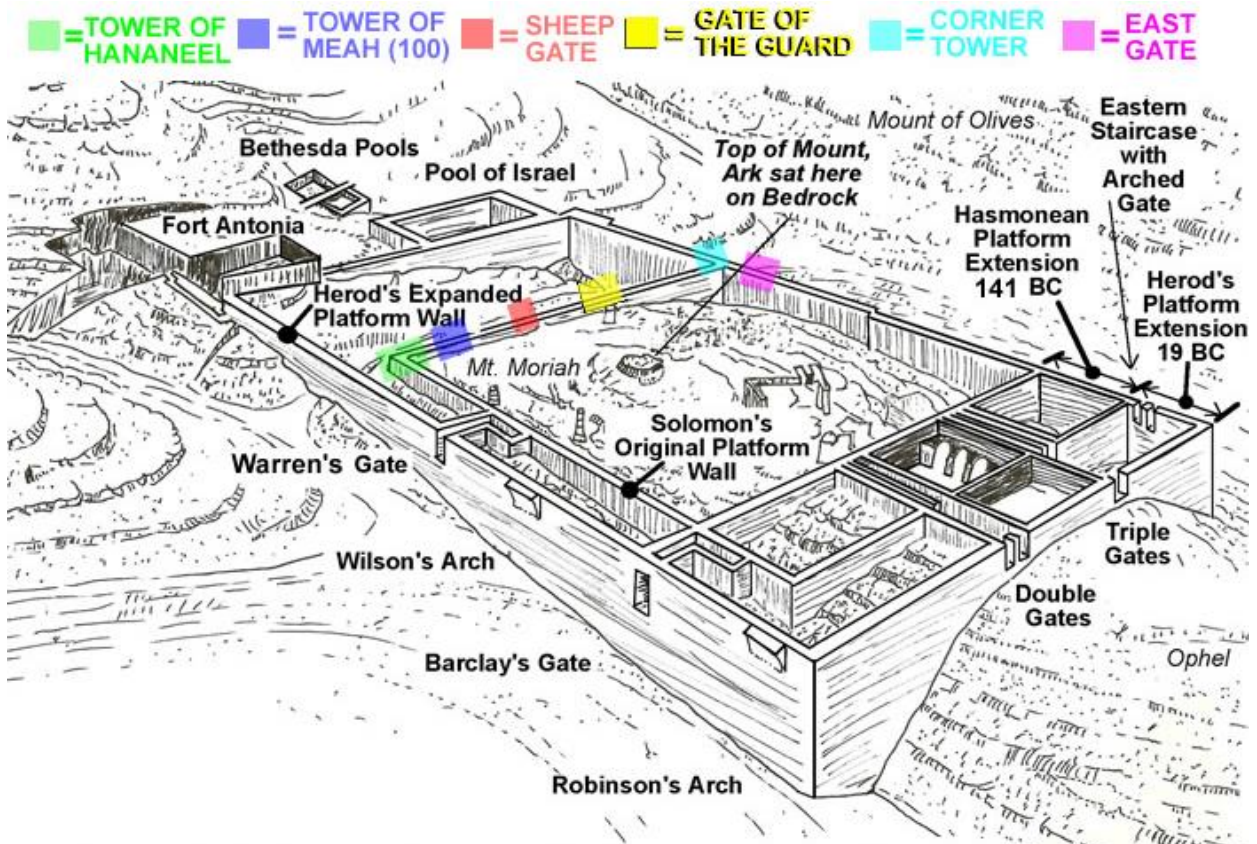 = TOWER OF HANANEEL
= TOWER OF MEAH (100)
= SHEEP GATE
= GATE OF THE GUARD
= CORNER TOWER
= EAST GATE
Mount of Olives
Eastern
Staircase
with
Arched
Gate
Bethesda Pools
Pool of Israel
Top of Mount,
Ark sat here
on Bedrock
Fort Antonia
Hasmonean
Platform
Extension
141 BC
Herod's
Platform
Extension
19 BC
Herod's Expanded
Platform Wall
Mt. Moriah
Solomon's
Original Platform
Wall
Warren's Gate
Wilson's Arch
Triple
Gates
Double
Gates
Barclay's Gate
Ophel
Robinson's Arch